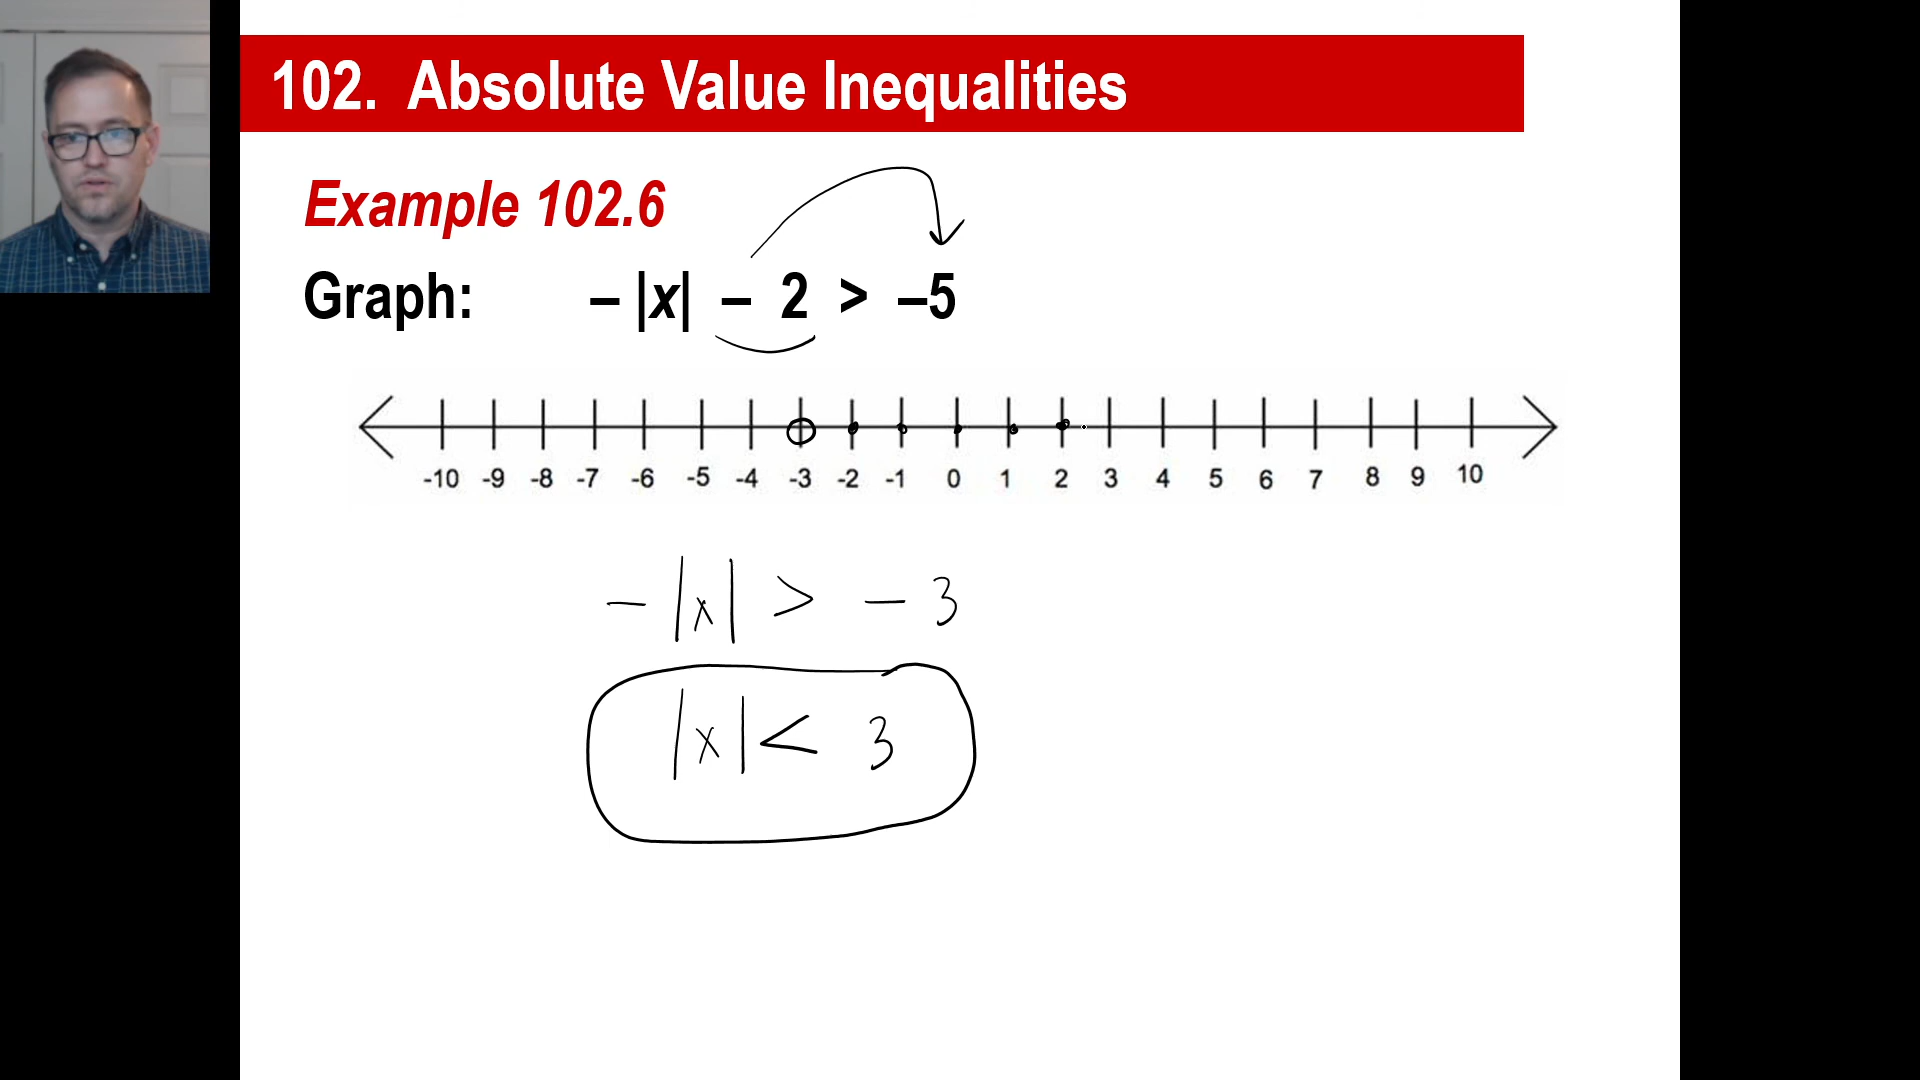 102. Absolute Value Inequalities
Example 102.6
Graph: – |x| – 2 > –5
-10 -9 -8 -7 -6 -5 -4 -3 -2 -1 0 1 2 3 4 5 6 7 8 9 10
- |x| > - 3
|x| < 3